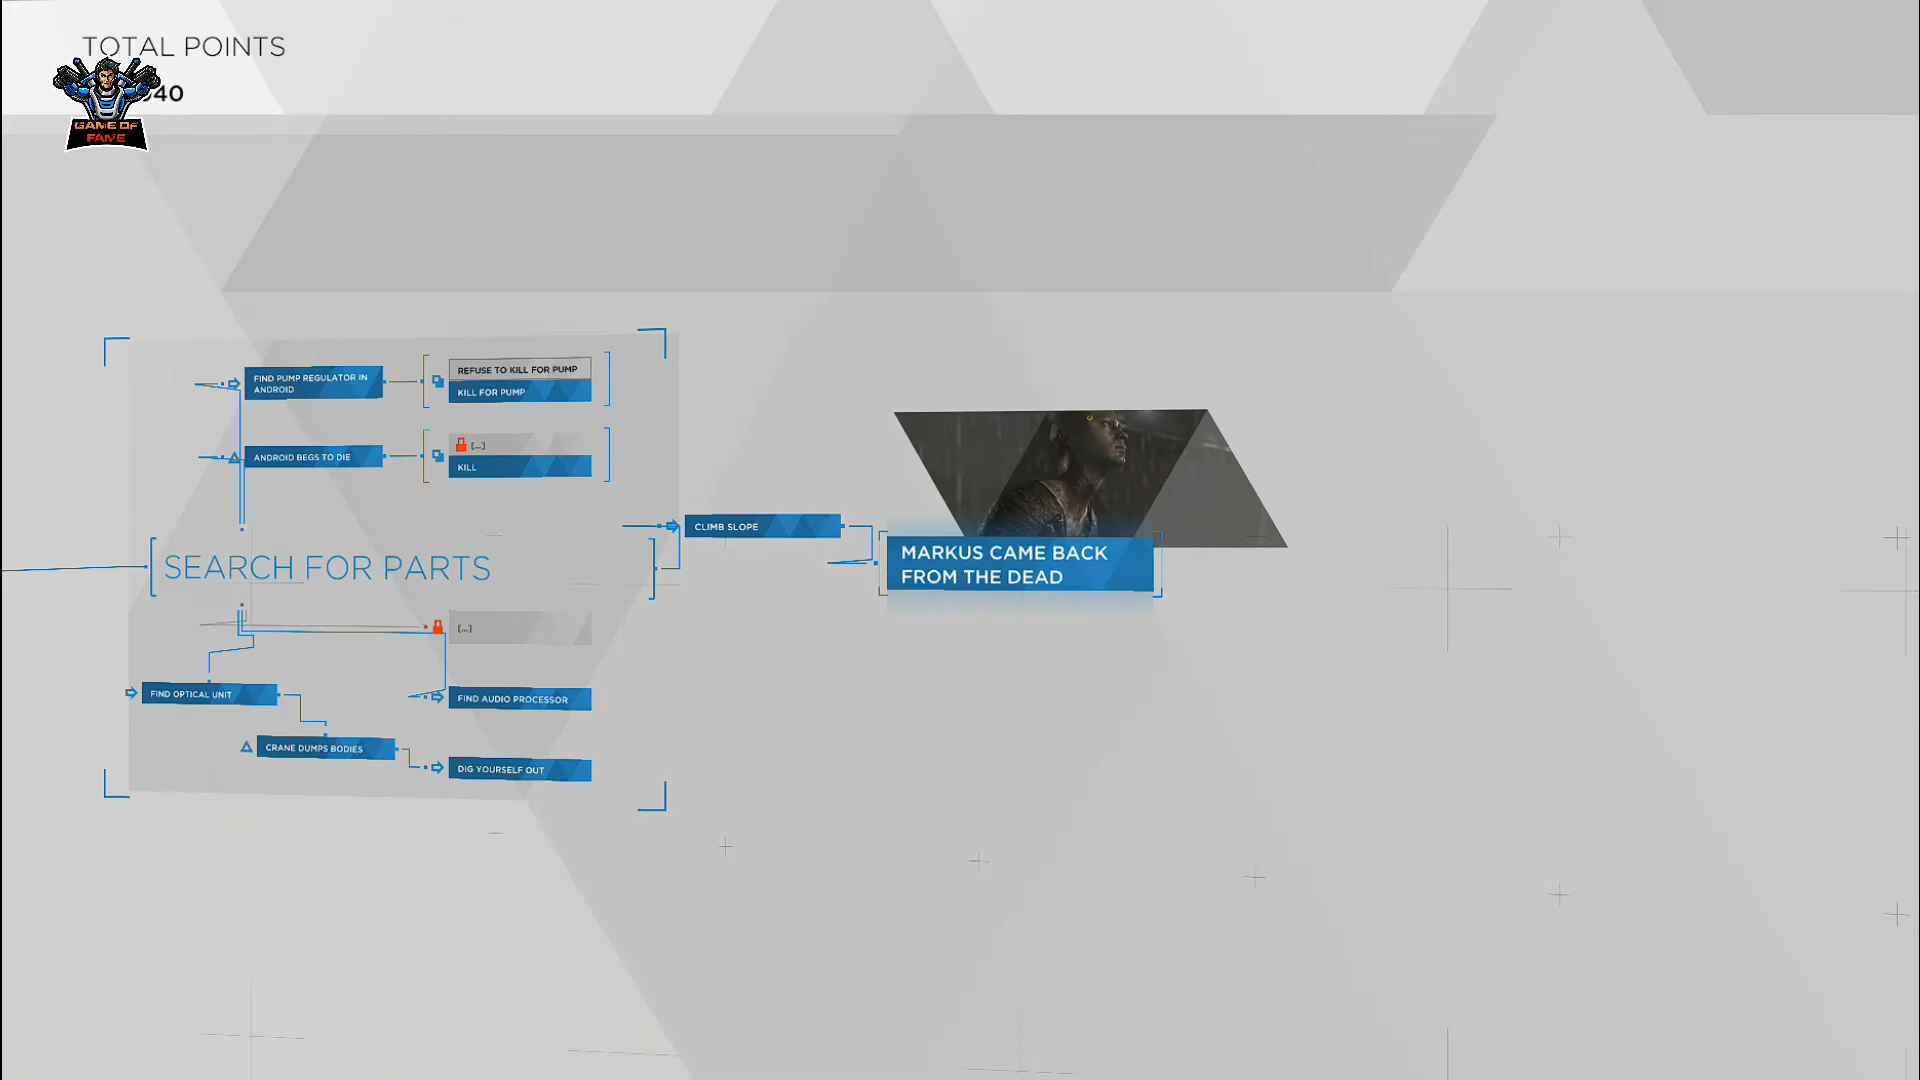 TOTAL POINTS
40
GAME OF
FAME
FIND PUMP REGULATOR IN
ANDROID
REFUSE TO KILL FOR PUMP
KILL FOR PUMP
ANDROID BEGS TO DIE
[...]
KILL
CLIMB SLOPE
MARKUS CAME BACK
FROM THE DEAD
SEARCH FOR PARTS
[...]
FIND OPTICAL UNIT
FIND AUDIO PROCESSOR
CRANE DUMPS BODIES
DIG YOURSELF OUT